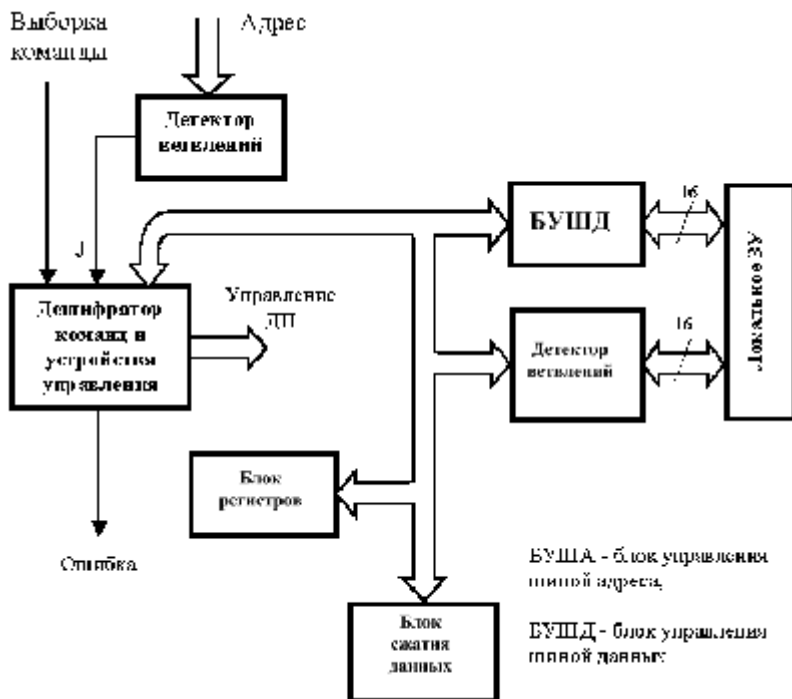 Выборка
команды
Адрес
Детектор
ветвлений
J
БУШД
16
Локальное ЗУ
Дешифратор
команд и
устройства
управления
Управление
ДП
Детектор
ветвлений
16
Блок
регистров
Ошибка
БУША - блок управления
шиной адреса,
Блок
сжатия
данных
БУШД - блок управления
шиной данных